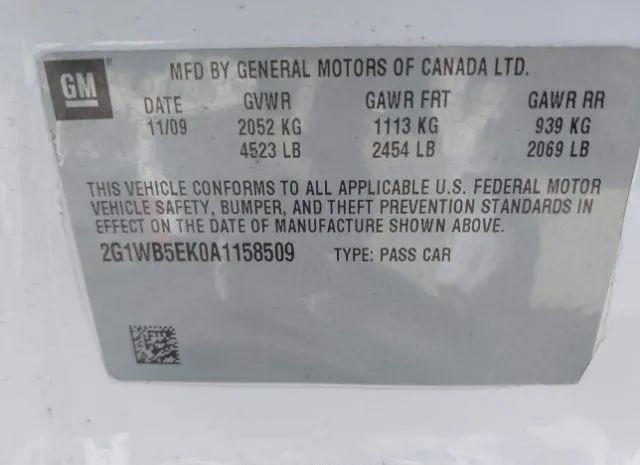 GM
MFD BY GENERAL MOTORS OF CANADA LTD.
DATE GVWR GAWR FRT GAWR RR
11/09 2052 KG 1113 KG 939 KG
4523 LB 2454 LB 2069 LB
THIS VEHICLE CONFORMS TO ALL APPLICABLE U.S. FEDERAL MOTOR
VEHICLE SAFETY, BUMPER, AND THEFT PREVENTION STANDARDS IN
EFFECT ON THE DATE OF MANUFACTURE SHOWN ABOVE.
2G1WB5EK0A1158509 TYPE: PASS CAR